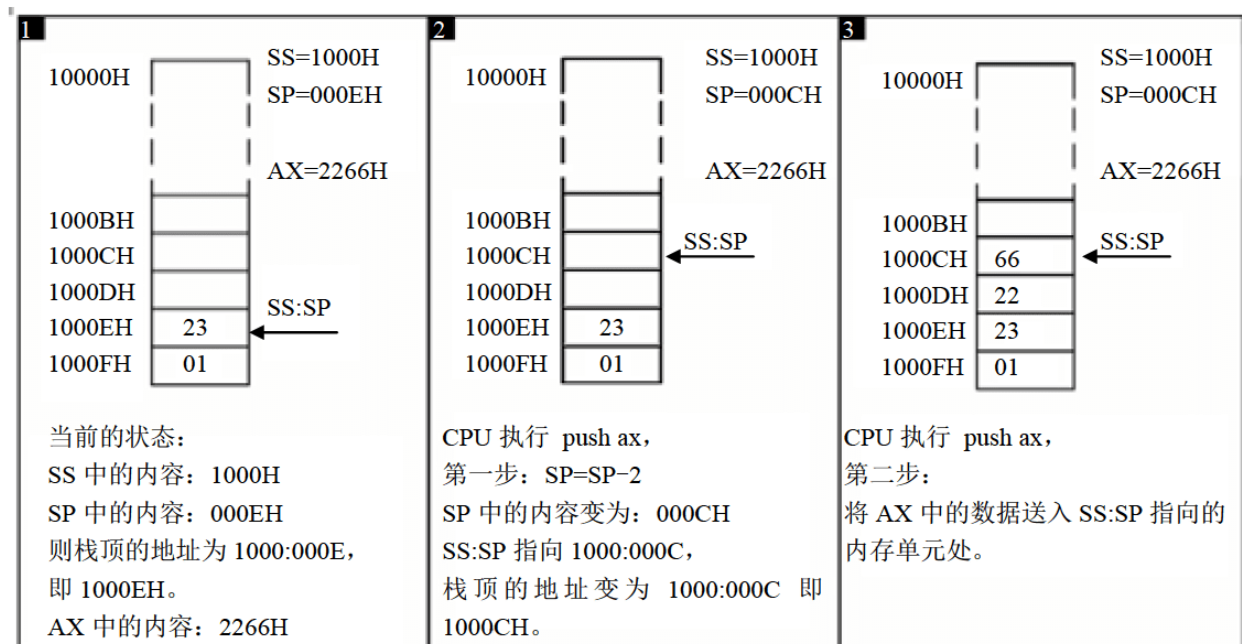 1
SS=1000H
10000H
SP=000EH
AX=2266H
1000BH
1000CH
1000DH
SS:SP
1000EH 23
1000FH 01
当前的状态：
SS 中的内容：1000H
SP 中的内容：000EH
则栈顶的地址为 1000:000E，
即 1000EH。
AX 中的内容：2266H
2
SS=1000H
10000H
SP=000CH
AX=2266H
1000BH
SS:SP
1000CH
1000DH
1000EH 23
1000FH 01
CPU 执行 push ax，
第一步：SP=SP-2
SP 中的内容变为：000CH
SS:SP 指向 1000:000C，
栈顶的地址变为 1000:000C 即
1000CH。
3
SS=1000H
10000H
SP=000CH
AX=2266H
1000BH
SS:SP
1000CH 66
1000DH 22
1000EH 23
1000FH 01
CPU 执行 push ax，
第二步：
将 AX 中的数据送入 SS:SP 指向的
内存单元处。